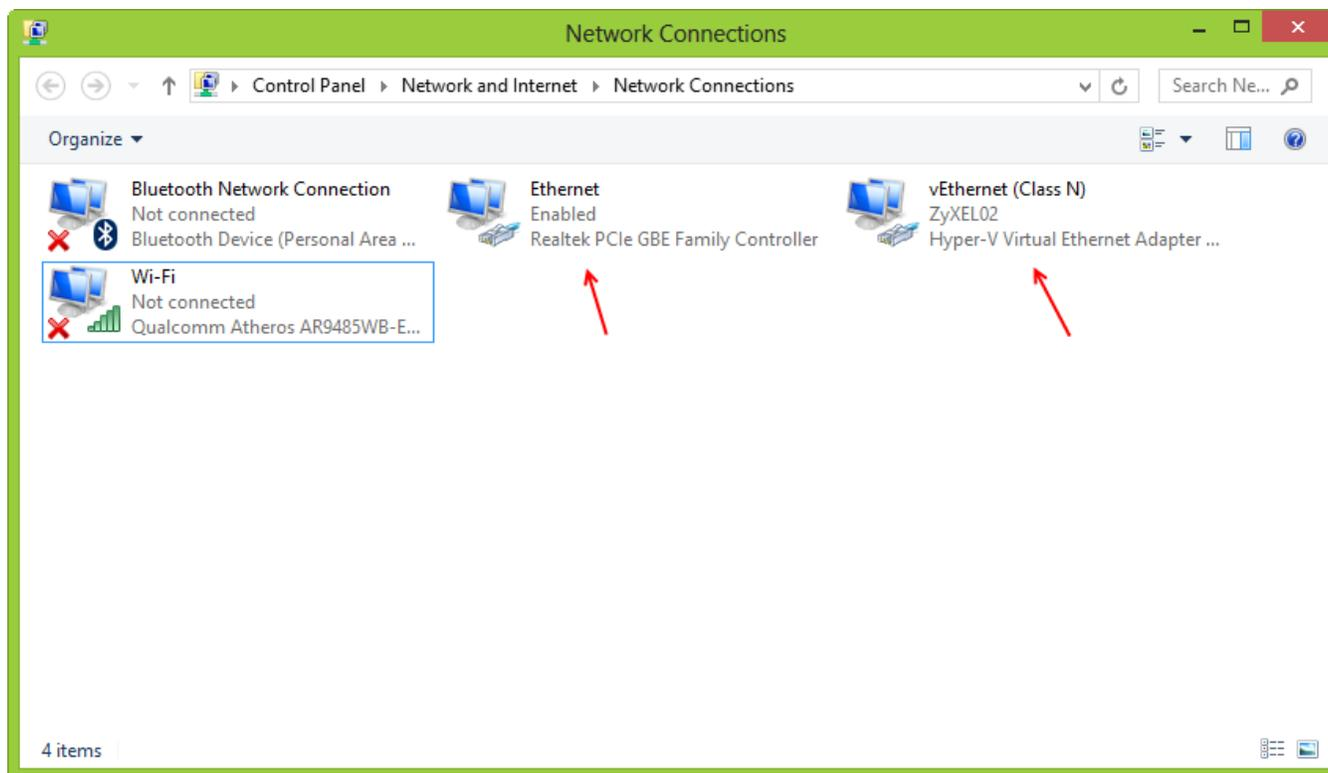 Network Connections
Control Panel Network and Internet Network Connections
Search Ne...
Organize
Bluetooth Network Connection
Not connected
Bluetooth Device (Personal Area ...
Ethernet
Enabled
Realtek PCIe GBE Family Controller
vEthernet (Class N)
ZyXEL02
Hyper-V Virtual Ethernet Adapter ...
Wi-Fi
Not connected
Qualcomm Atheros AR9485WB-E...
4 items